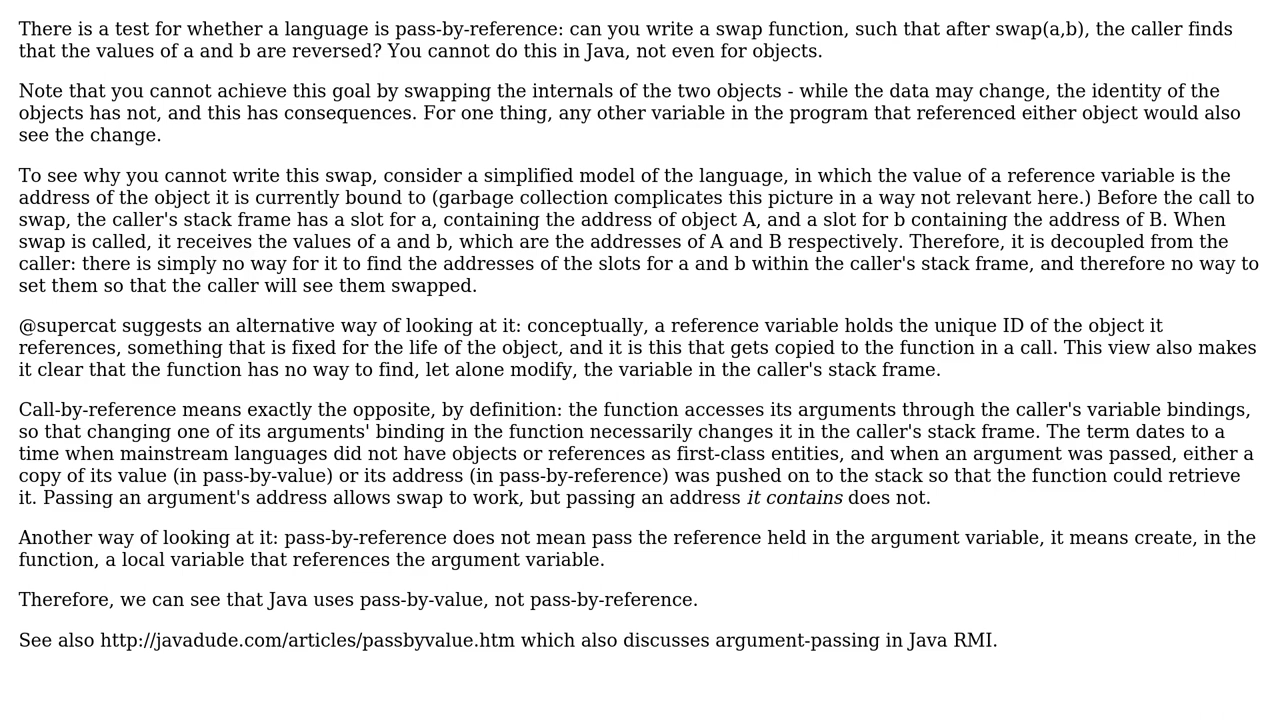 There is a test for whether a language is pass-by-reference: can you write a swap function, such that after swap(a,b), the caller finds
that the values of a and b are reversed? You cannot do this in Java, not even for objects.
Note that you cannot achieve this goal by swapping the internals of the two objects - while the data may change, the identity of the
objects has not, and this has consequences. For one thing, any other variable in the program that referenced either object would also
see the change.
To see why you cannot write this swap, consider a simplified model of the language, in which the value of a reference variable is the
address of the object it is currently bound to (garbage collection complicates this picture in a way not relevant here.) Before the call to
swap, the caller's stack frame has a slot for a, containing the address of object A, and a slot for b containing the address of B. When
swap is called, it receives the values of a and b, which are the addresses of A and B respectively. Therefore, it is decoupled from the
caller: there is simply no way for it to find the addresses of the slots for a and b within the caller's stack frame, and therefore no way to
set them so that the caller will see them swapped.
@supercat suggests an alternative way of looking at it: conceptually, a reference variable holds the unique ID of the object it
references, something that is fixed for the life of the object, and it is this that gets copied to the function in a call. This view also makes
it clear that the function has no way to find, let alone modify, the variable in the caller's stack frame.
Call-by-reference means exactly the opposite, by definition: the function accesses its arguments through the caller's variable bindings,
so that changing one of its arguments' binding in the function necessarily changes it in the caller's stack frame. The term dates to a
time when mainstream languages did not have objects or references as first-class entities, and when an argument was passed, either a
copy of its value (in pass-by-value) or its address (in pass-by-reference) was pushed on to the stack so that the function could retrieve
it. Passing an argument's address allows swap to work, but passing an address it contains does not.
Another way of looking at it: pass-by-reference does not mean pass the reference held in the argument variable, it means create, in the
function, a local variable that references the argument variable.
Therefore, we can see that Java uses pass-by-value, not pass-by-reference.
See also http://javadude.com/articles/passbyvalue.htm which also discusses argument-passing in Java RMI.